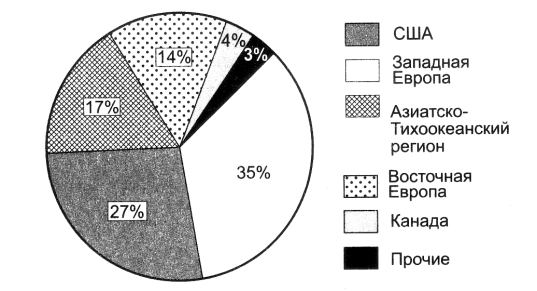 4%
3%
14%
17%
35%
27%
США
Западная
Европа
Азиатско-
Тихоокеанский
регион
Восточная
Европа
Канада
Прочие